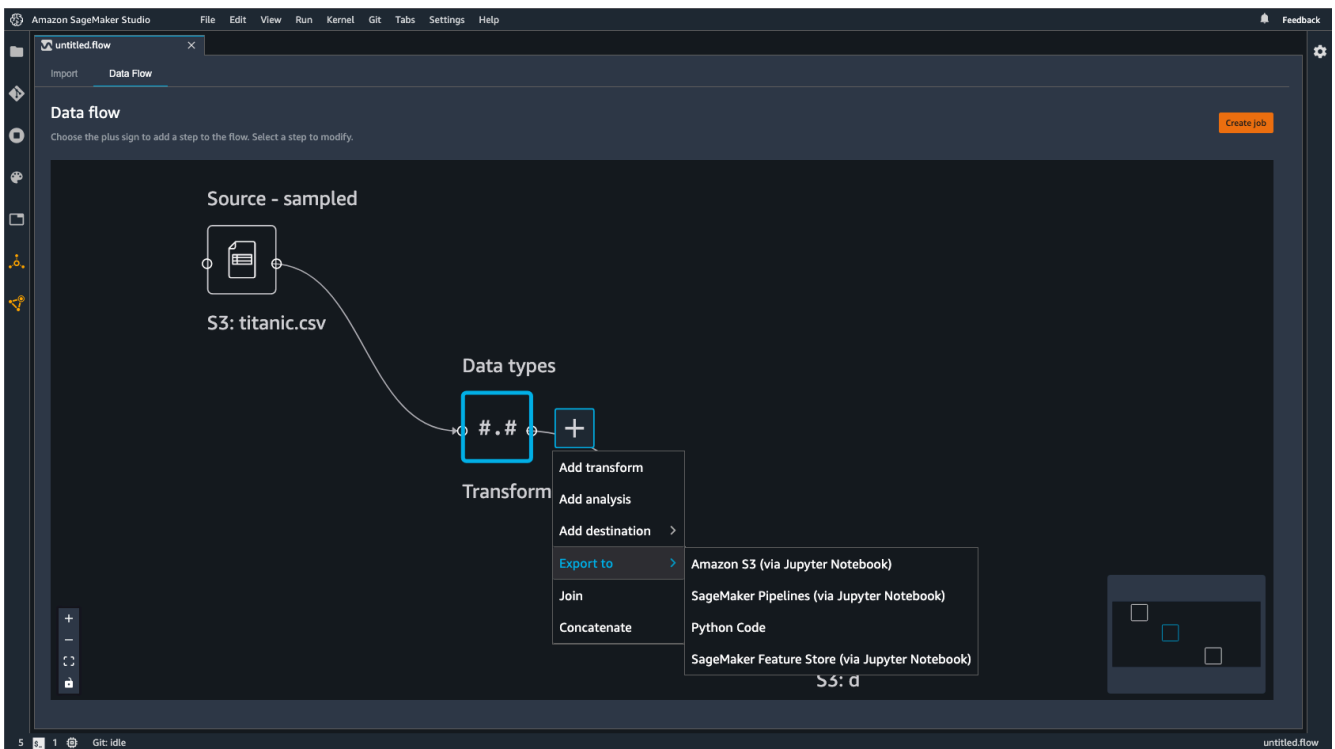 Amazon SageMaker Studio File Edit View Run Kernel Git Tabs Settings Help Feedback
untitled.flow
Import Data Flow
Data flow
Create job
Choose the plus sign to add a step to the flow. Select a step to modify.
Source - sampled
S3: titanic.csv
Data types
#.#
Transform
Add transform
Add analysis
Add destination
Export to
Join
Concatenate
Amazon S3 (via Jupyter Notebook)
SageMaker Pipelines (via Jupyter Notebook)
Python Code
SageMaker Feature Store (via Jupyter Notebook)
S3: d
5 $_ 1 Git: idle untitled.flow